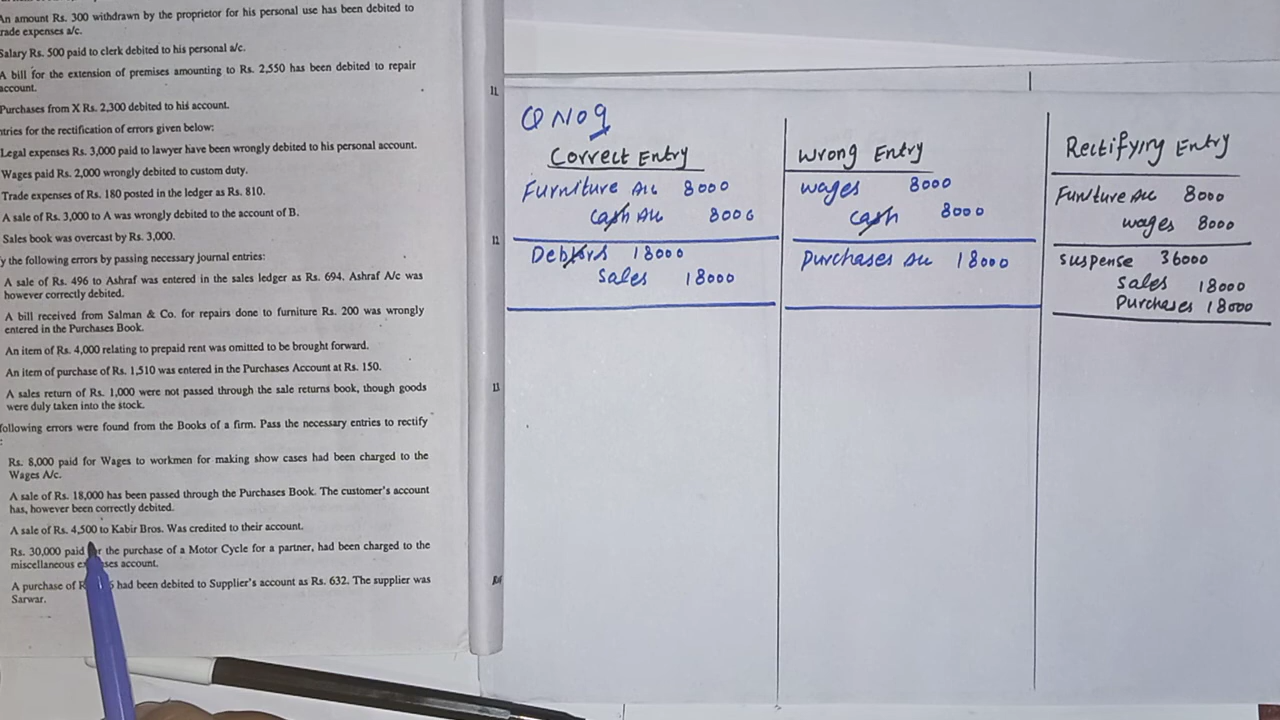 An amount Rs. 300 withdrawn by the proprietor for his personal use has been debited to
rade expenses a/c.
Salary Rs. 500 paid to clerk debited to his personal a/c.
A bill for the extension of premises amounting to Rs. 2,550 has been debited to repair
account.
Purchases from X Rs. 2,300 debited to his account.
ntries for the rectification of errors given below:
Legal expenses Rs. 3,000 paid to lawyer have been wrongly debited to his personal account.
Wages paid Rs. 2,000 wrongly debited to custom duty.
Trade expenses of Rs. 180 posted in the ledger as Rs. 810.
A sale of Rs. 3,000 to A was wrongly debited to the account of B.
Sales book was overcast by Rs. 3,000.
y the following errors by passing necessary journal entries:
A sale of Rs. 496 to Ashraf was entered in the sales ledger as Rs. 694. Ashraf A/c was
however correctly debited.
A bill received from Salman & Co. for repairs done to furniture Rs. 200 was wrongly
entered in the Purchases Book.
An item of Rs. 4,000 relating to prepaid rent was omitted to be brought forward.
An item of purchase of Rs. 1,510 was entered in the Purchases Account at Rs. 150.
A sales return of Rs. 1,000 were not passed through the sale returns book, though goods
were duly taken into the stock.
following errors were found from the Books of a firm. Pass the necessary entries to rectify
:
Rs. 8,000 paid for Wages to workmen for making show cases had been charged to the
Wages A/c.
A sale of Rs. 18,000 has been passed through the Purchases Book. The customer's account
has, however been correctly debited.
A sale of Rs. 4,500 to Kabir Bros. Was credited to their account.
Rs. 30,000 paid the purchase of a Motor Cycle for a partner, had been charged to the
miscellaneous account.
A purchase of had been debited to Supplier's account as Rs. 632. The supplier was
Sarwar.
11
12
13
Q NO 9
Correct Entry
Furniture A/c 8000
cash A/c 8000
Debtors 18000
Sales 18000
Wrong Entry
wages 8000
cash 8000
Purchases A/c 18000
Rectifying Entry
Furniture A/c 8000
wages 8000
Suspense 36000
Sales 18000
Purchases 18000